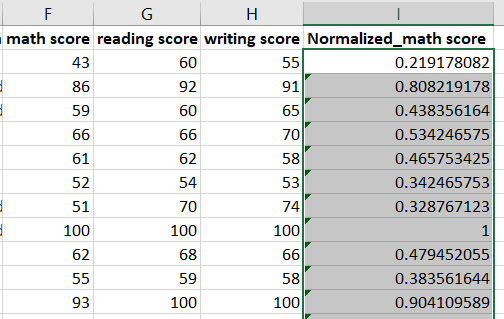 F G H I
math score reading score writing score Normalized_math score
43 60 55 0.219178082
86 92 91 0.808219178
59 60 65 0.438356164
66 66 70 0.534246575
61 62 58 0.465753425
52 54 53 0.342465753
51 70 74 0.328767123
100 100 100 1
62 68 66 0.479452055
55 59 58 0.383561644
93 100 100 0.904109589